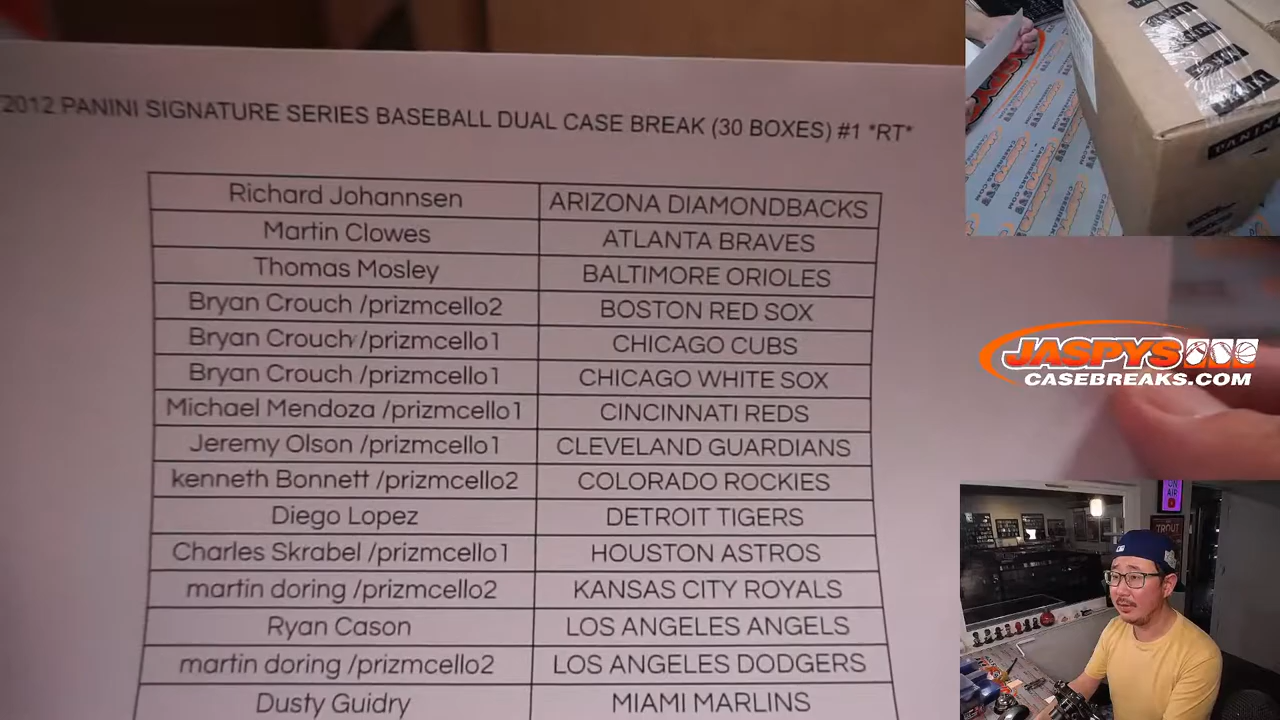 2012 PANINI SIGNATURE SERIES BASEBALL DUAL CASE BREAK (30 BOXES) #1 *RT*
Richard Johannsen ARIZONA DIAMONDBACKS
Martin Clowes ATLANTA BRAVES
Thomas Mosley BALTIMORE ORIOLES
Bryan Crouch /prizmcello2 BOSTON RED SOX
Bryan Crouch /prizmcello1 CHICAGO CUBS
Bryan Crouch /prizmcello1 CHICAGO WHITE SOX
Michael Mendoza /prizmcello1 CINCINNATI REDS
Jeremy Olson /prizmcello1 CLEVELAND GUARDIANS
kenneth Bonnett /prizmcello2 COLORADO ROCKIES
Diego Lopez DETROIT TIGERS
Charles Skrabel /prizmcello1 HOUSTON ASTROS
martin doring /prizmcello2 KANSAS CITY ROYALS
Ryan Cason LOS ANGELES ANGELS
martin doring /prizmcello2 LOS ANGELES DODGERS
Dusty Guidry MIAMI MARLINS
PANINI
JASPYS
CASEBREAKS.COM
ON
AIR
TROUT